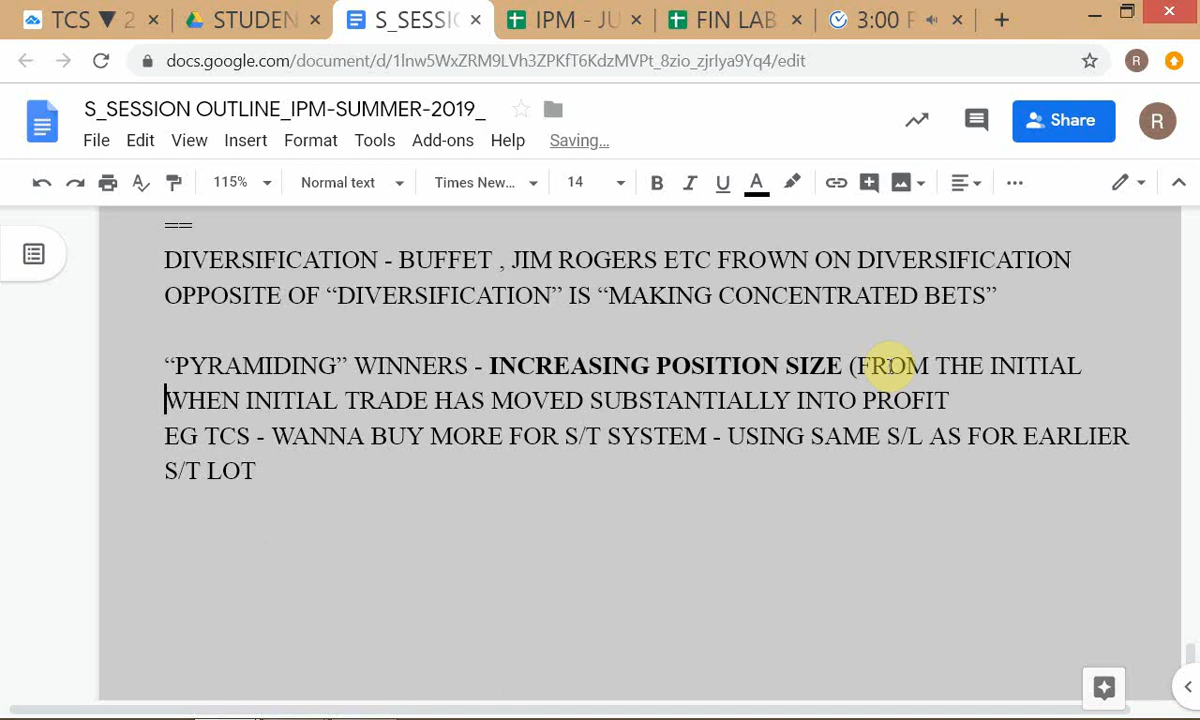 TCS ▼ 2
STUDEN
S_SESSI
IPM - JU
FIN LAB
3:00
docs.google.com/document/d/1lnw5WxZRM9LVh3ZPKfT6KdzMVPt_8zio_zjrIya9Yq4/edit
R
S_SESSION OUTLINE_IPM-SUMMER-2019_
File Edit View Insert Format Tools Add-ons Help Saving...
Share
R
115% Normal text Times New... 14 B I U A
==
DIVERSIFICATION - BUFFET , JIM ROGERS ETC FROWN ON DIVERSIFICATION
OPPOSITE OF “DIVERSIFICATION” IS “MAKING CONCENTRATED BETS”
“PYRAMIDING” WINNERS - INCREASING POSITION SIZE (FROM THE INITIAL
WHEN INITIAL TRADE HAS MOVED SUBSTANTIALLY INTO PROFIT
EG TCS - WANNA BUY MORE FOR S/T SYSTEM - USING SAME S/L AS FOR EARLIER
S/T LOT